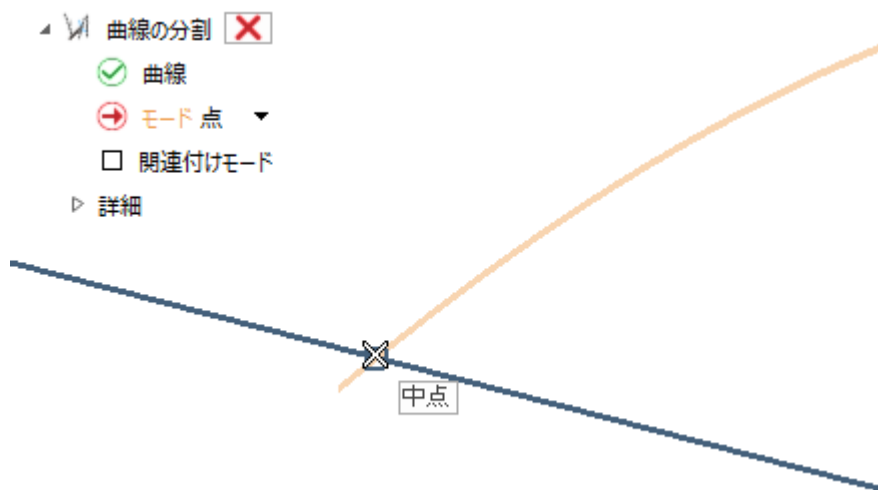 曲線の分割
曲線
モード 点
関連付けモード
詳細
中点